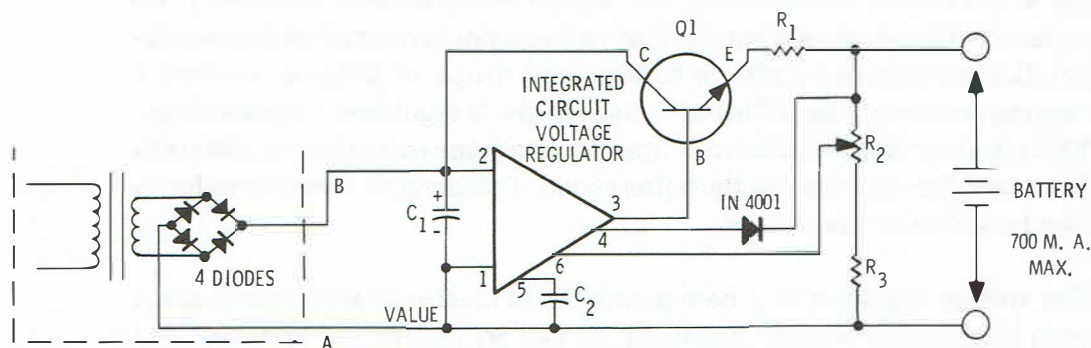 Q1
R1
C
E
INTEGRATED
CIRCUIT
VOLTAGE
REGULATOR
B
2
B
R2
+
3
IN 4001
BATTERY
C1
-
4
4 DIODES
6
700 M. A.
MAX.
1
5
C2
R3
VALUE
A